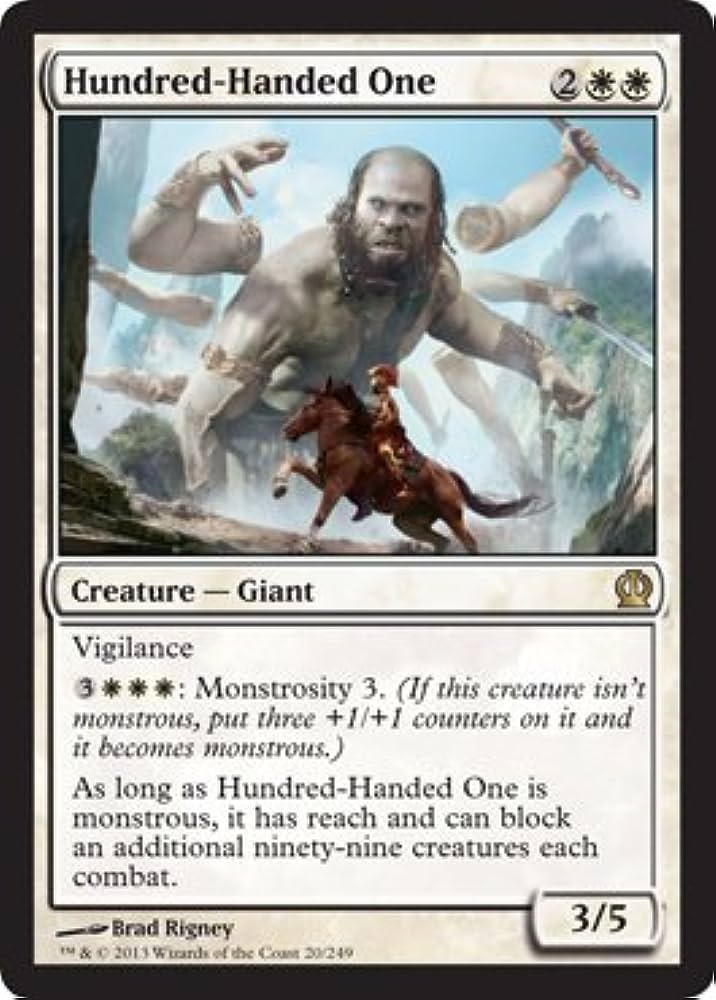 Hundred-Handed One 2
Creature — Giant
Vigilance
3: Monstrosity 3. (If this creature isn't
monstrous, put three +1/+1 counters on it and
it becomes monstrous.)
As long as Hundred-Handed One is
monstrous, it has reach and can block
an additional ninety-nine creatures each
combat.
3/5
Brad Rigney
™ & © 2013 Wizards of the Coast 20/249